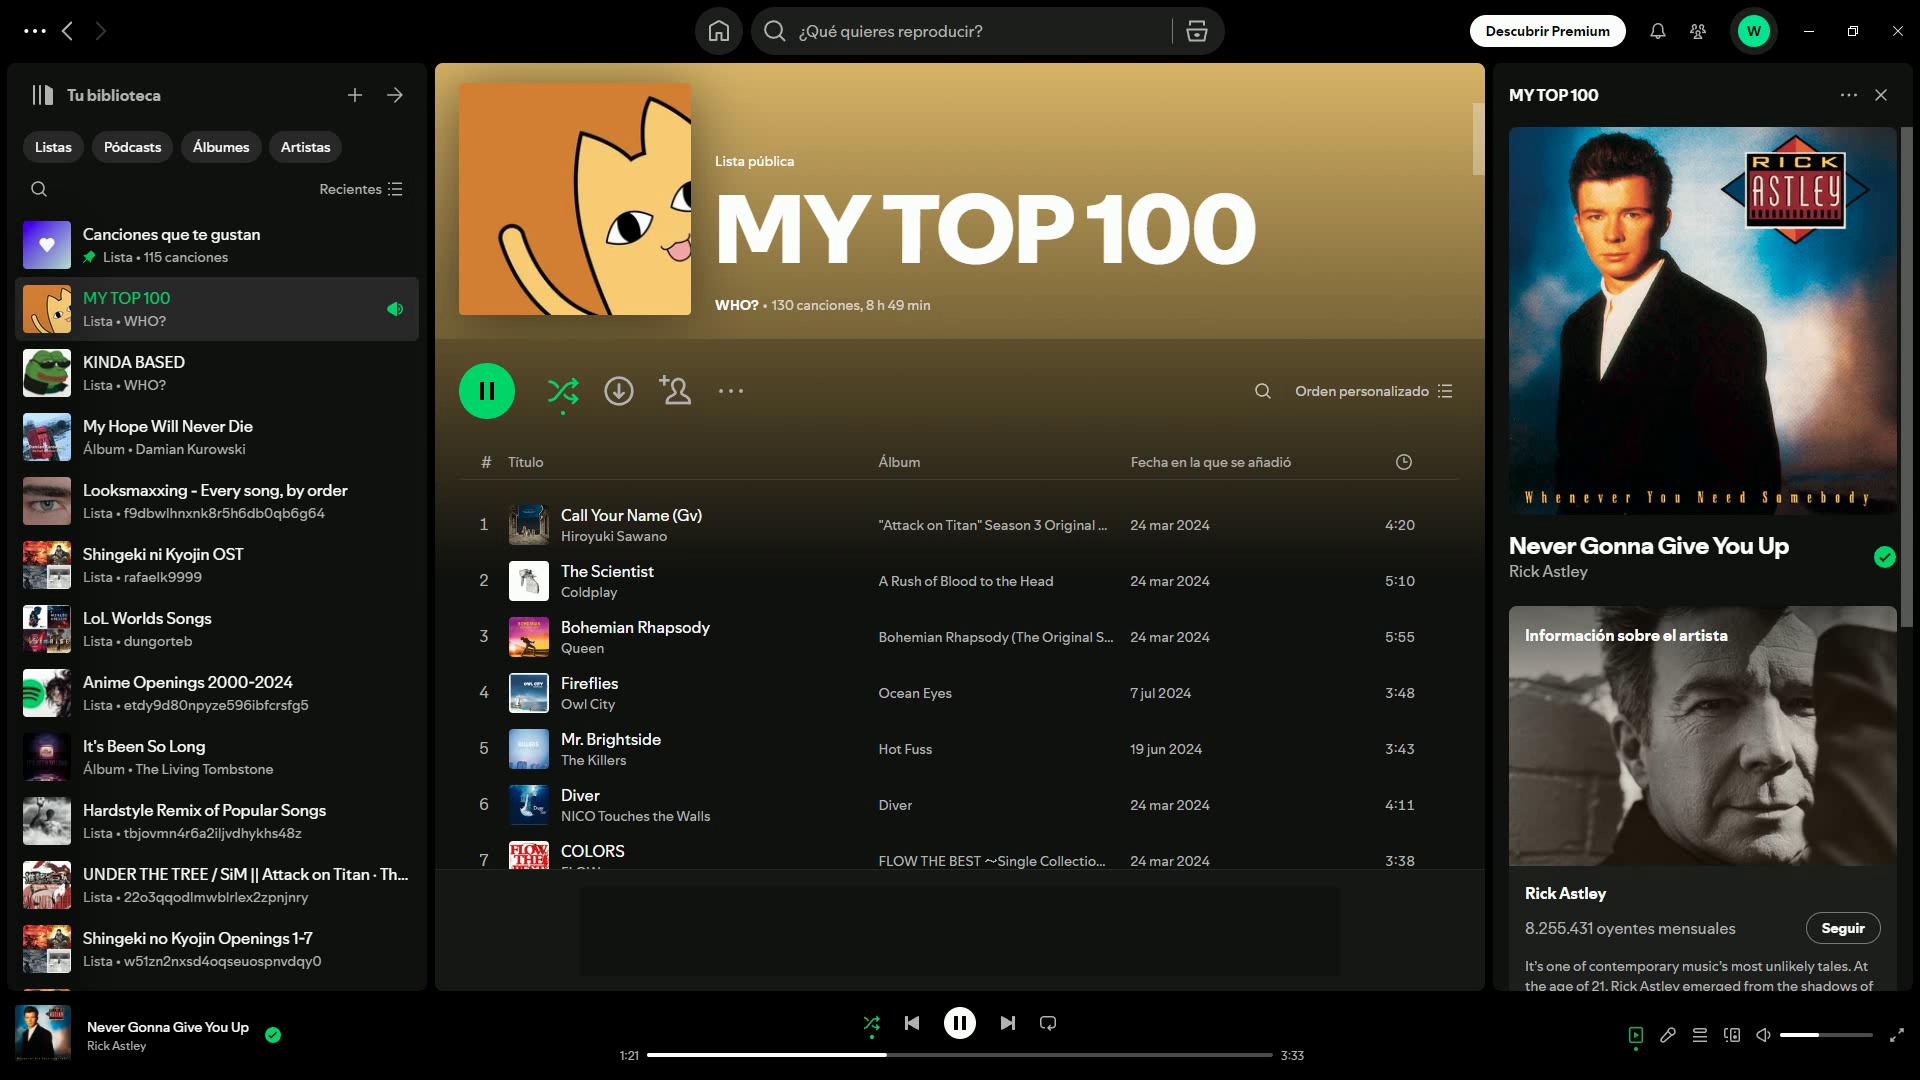 ¿Qué quieres reproducir?
Descubrir Premium
W
Tu biblioteca
Listas
Pódcasts
Álbumes
Artistas
Recientes
Canciones que te gustan
Lista • 115 canciones
MY TOP 100
Lista • WHO?
KINDA BASED
Lista • WHO?
My Hope Will Never Die
Álbum • Damian Kurowski
Looksmaxxing - Every song, by order
Lista • f9dbwlhnxnk8r5h6db0qb6g64
Shingeki ni Kyojin OST
Lista • rafaelk9999
LoL Worlds Songs
Lista • dungorteb
Anime Openings 2000-2024
Lista • etdy9d80npyze596ibfcrsfg5
It's Been So Long
Álbum • The Living Tombstone
Hardstyle Remix of Popular Songs
Lista • tbjovmn4r6a2iljvdhykhs48z
UNDER THE TREE / SiM || Attack on Titan · Th...
Lista • 22o3qqodlmwblrlex2zpnjnry
Shingeki no Kyojin Openings 1-7
Lista • w51zn2nxsd4oqseuospnvdqy0
Lista pública
MY TOP 100
WHO? • 130 canciones, 8 h 49 min
Orden personalizado
# Título Álbum Fecha en la que se añadió
1 Call Your Name (Gv) "Attack on Titan" Season 3 Original ... 24 mar 2024 4:20
Hiroyuki Sawano
2 The Scientist A Rush of Blood to the Head 24 mar 2024 5:10
Coldplay
3 Bohemian Rhapsody Bohemian Rhapsody (The Original S... 24 mar 2024 5:55
Queen
4 Fireflies Ocean Eyes 7 jul 2024 3:48
Owl City
5 Mr. Brightside Hot Fuss 19 jun 2024 3:43
The Killers
6 Diver Diver 24 mar 2024 4:11
NICO Touches the Walls
7 COLORS FLOW THE BEST ～Single Collectio... 24 mar 2024 3:38
FLOW
MY TOP 100
RICK
ASTLEY
Whenever You Need Somebody
Never Gonna Give You Up
Rick Astley
Información sobre el artista
Rick Astley
8.255.431 oyentes mensuales
Seguir
It's one of contemporary music's most unlikely tales. At
the age of 21, Rick Astley emerged from the shadows of
Never Gonna Give You Up
Rick Astley
1:21
3:33